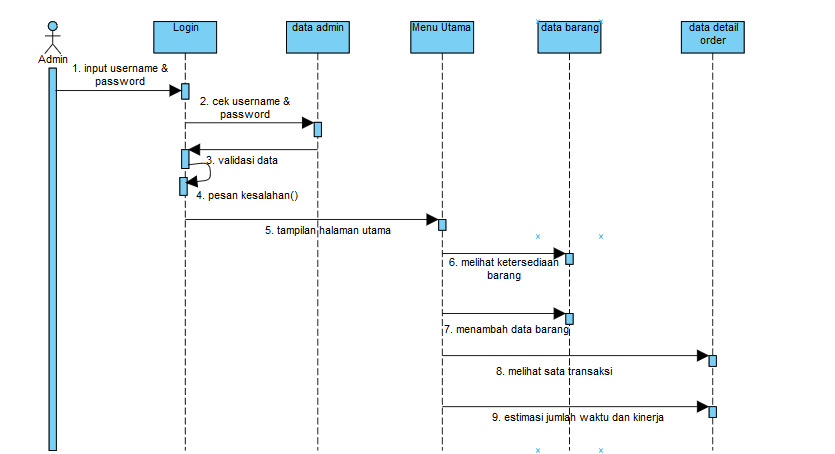 Login
data admin
Menu Utama
data barang
data detail
order
Admin
1. input username &
password
2. cek username &
password
3. validasi data
4. pesan kesalahan()
5. tampilan halaman utama
6. melihat ketersediaan
barang
7. menambah data barang
8. melihat sata transaksi
9. estimasi jumlah waktu dan kinerja